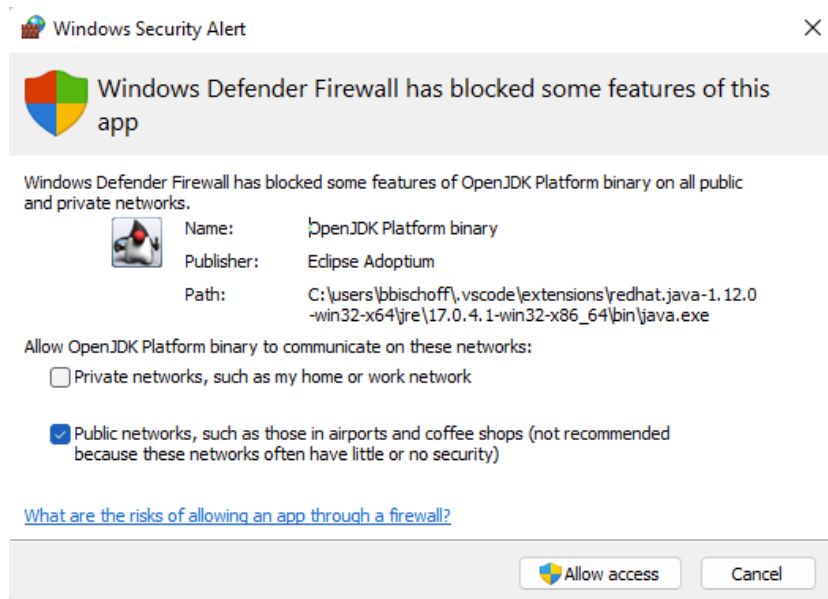 Windows Security Alert
Windows Defender Firewall has blocked some features of this
app
Windows Defender Firewall has blocked some features of OpenJDK Platform binary on all public
and private networks.
Name: OpenJDK Platform binary
Publisher: Eclipse Adoptium
Path: C:\users\bbischoff\.vscode\extensions\redhat.java-1.12.0
-win32-x64\jre\17.0.4.1-win32-x86_64\bin\java.exe
Allow OpenJDK Platform binary to communicate on these networks:
Private networks, such as my home or work network
Public networks, such as those in airports and coffee shops (not recommended
because these networks often have little or no security)
What are the risks of allowing an app through a firewall?
Allow access Cancel